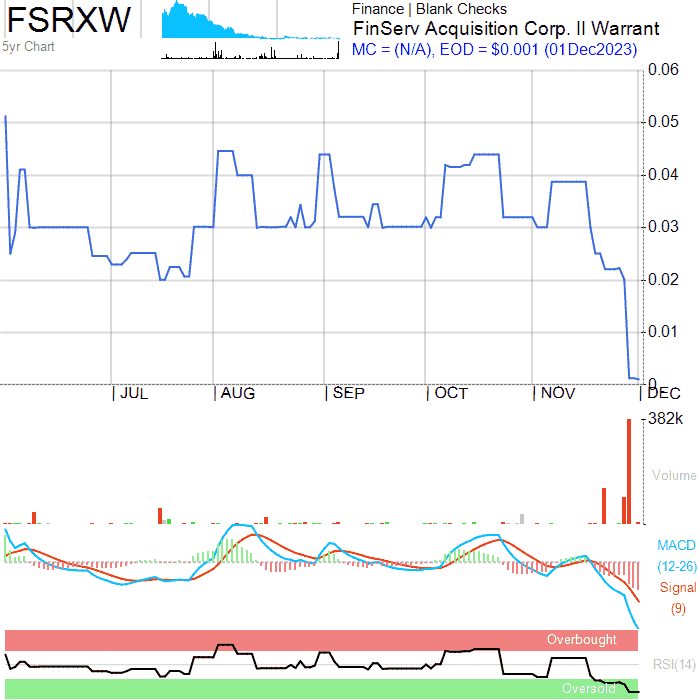 FSRXW
5yr Chart
Finance | Blank Checks
FinServ Acquisition Corp. II Warrant
MC = (N/A), EOD = $0.001 (01Dec2023)
0.06
0.05
0.04
0.03
0.02
0.01
0
JUL AUG SEP OCT NOV DEC
382k
Volume
MACD
(12-26)
Signal
(9)
Overbought
RSI(14)
Oversold